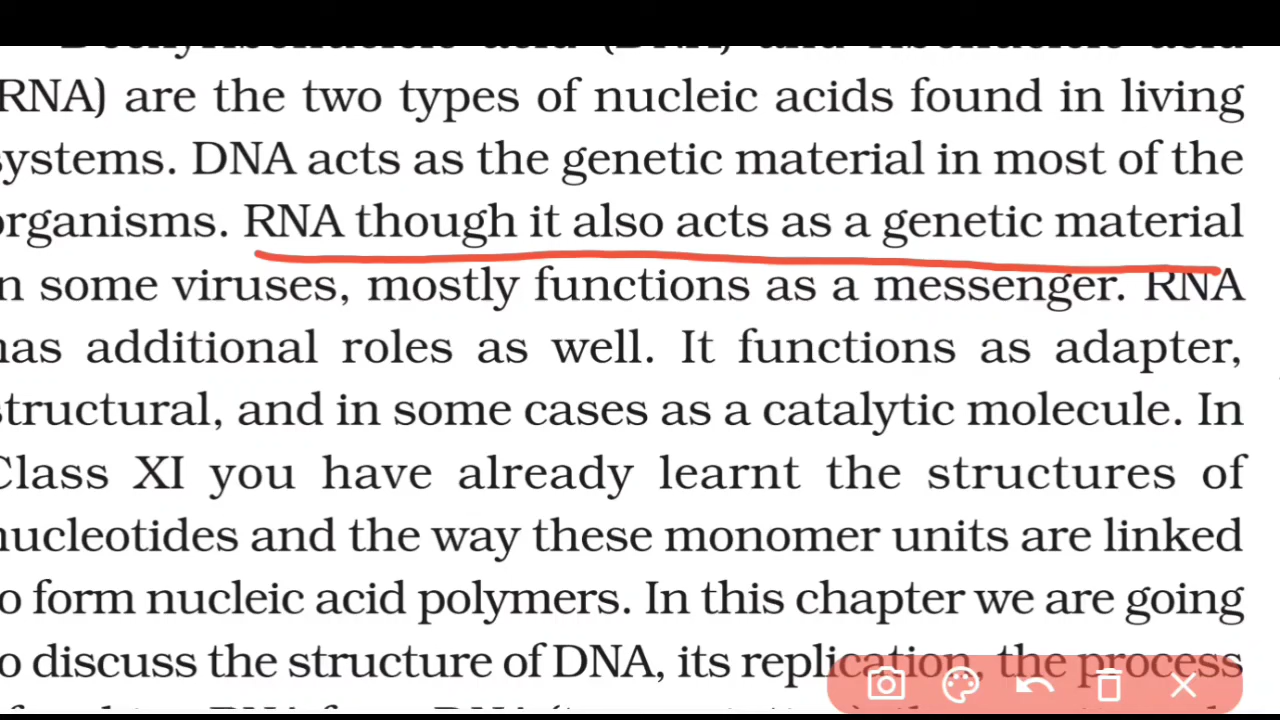 (RNA) are the two types of nucleic acids found in living
systems. DNA acts as the genetic material in most of the
organisms. RNA though it also acts as a genetic material
in some viruses, mostly functions as a messenger. RNA
has additional roles as well. It functions as adapter,
structural, and in some cases as a catalytic molecule. In
Class XI you have already learnt the structures of
nucleotides and the way these monomer units are linked
to form nucleic acid polymers. In this chapter we are going
to discuss the structure of DNA, its replication, the process